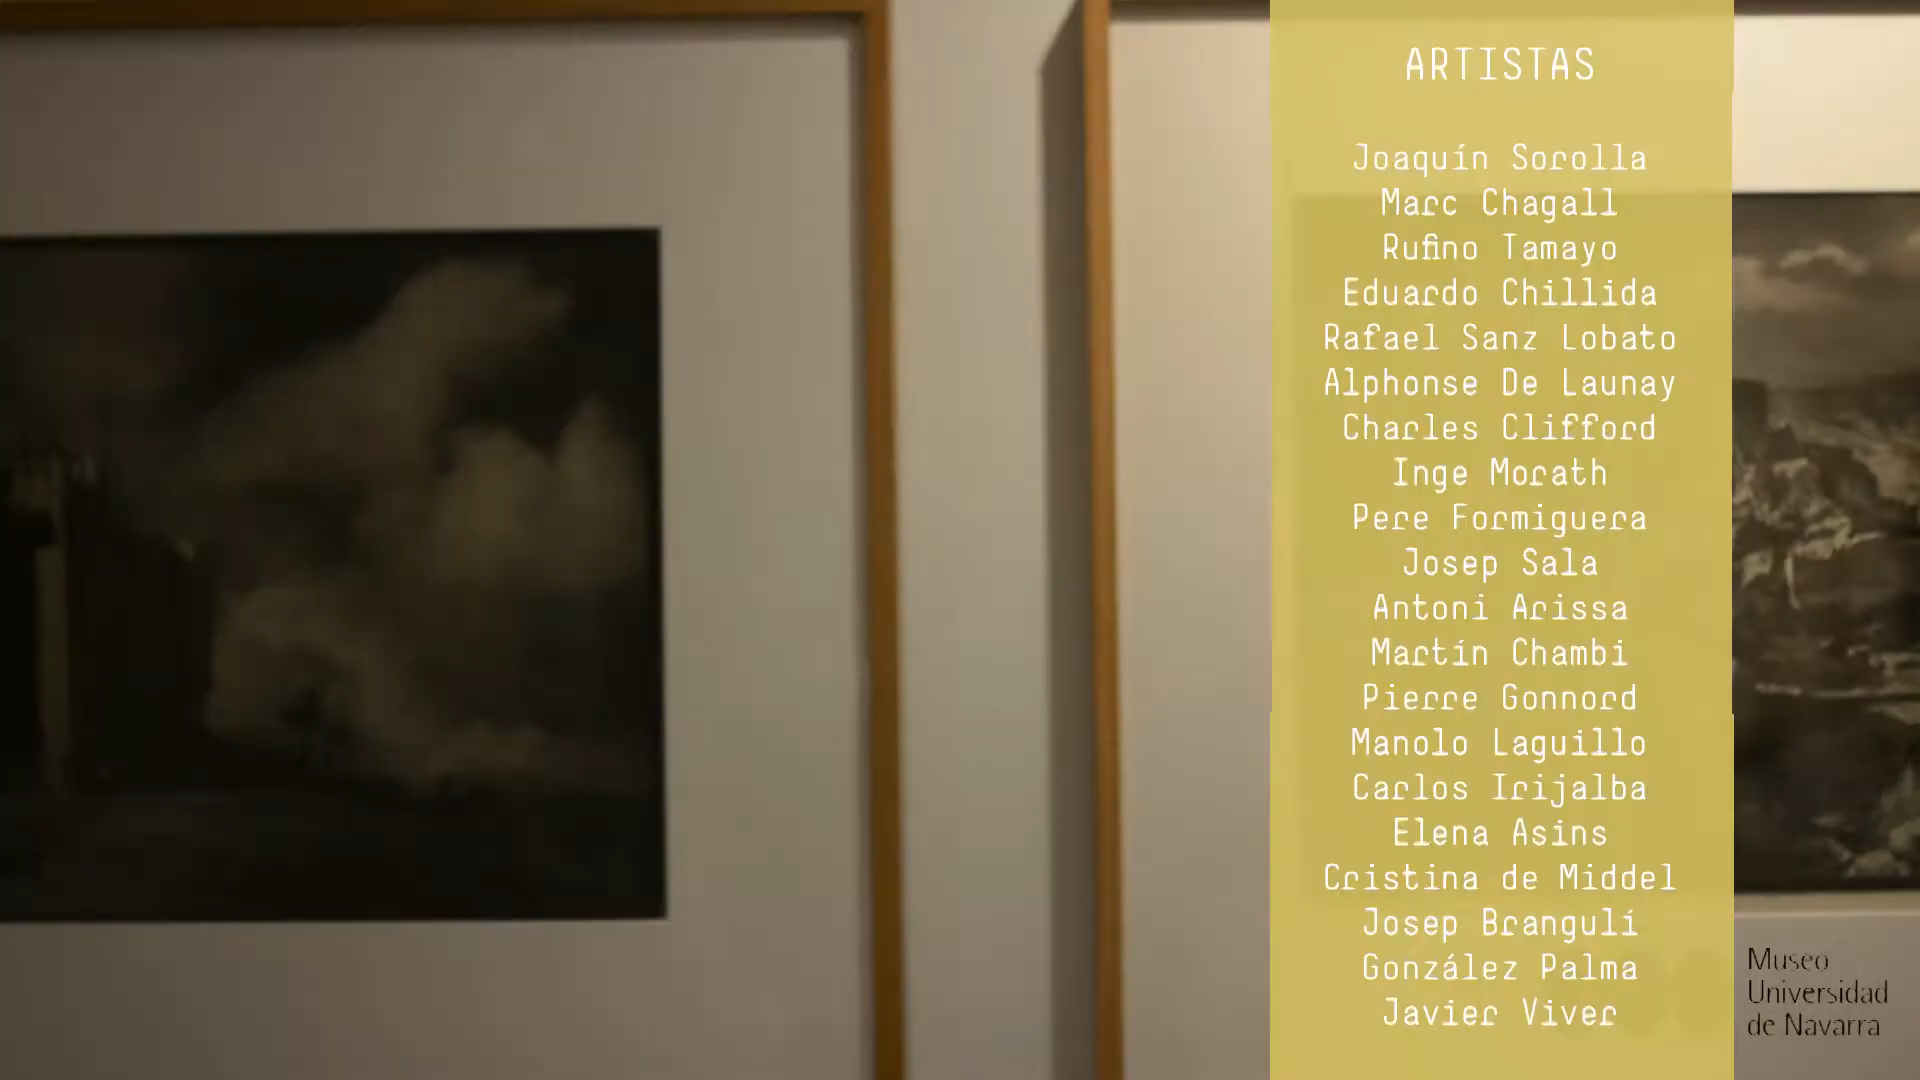 ARTISTAS
Joaquín Sorolla
Marc Chagall
Rufino Tamayo
Eduardo Chillida
Rafael Sanz Lobato
Alphonse De Launay
Charles Clifford
Inge Morath
Pere Formiguera
Josep Sala
Antoni Arissa
Martín Chambi
Pierre Gonnord
Manolo Laguillo
Carlos Irijalba
Elena Asins
Cristina de Middel
Josep Brangulí
González Palma
Javier Viver
Museo
Universidad
de Navarra